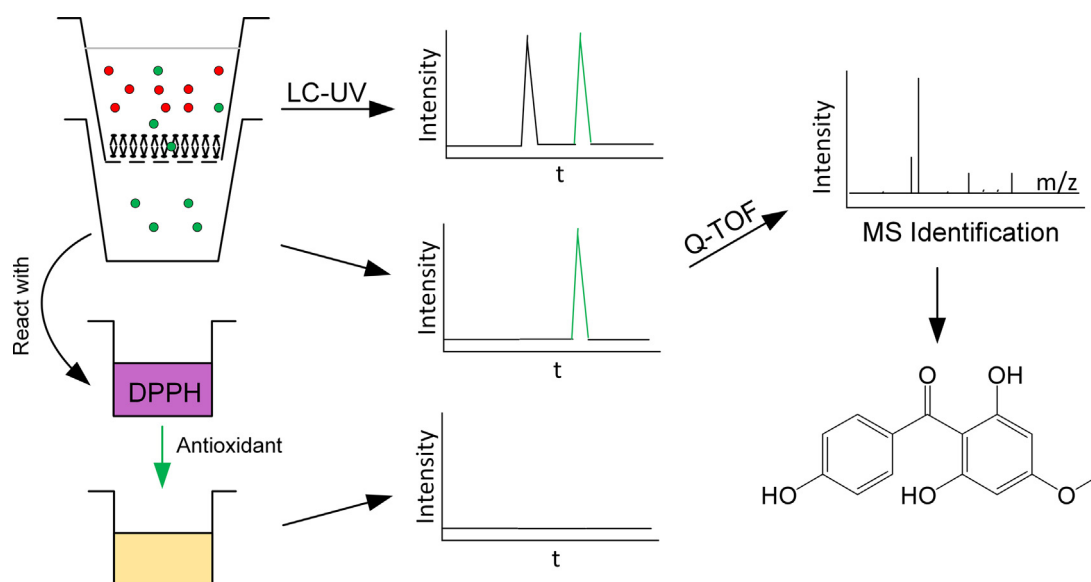 LC-UV
Intensity
t
Intensity
m/z
MS Identification
Q-TOF
Intensity
t
React with
DPPH
Antioxidant
Intensity
t
O
OH
HO
HO
O